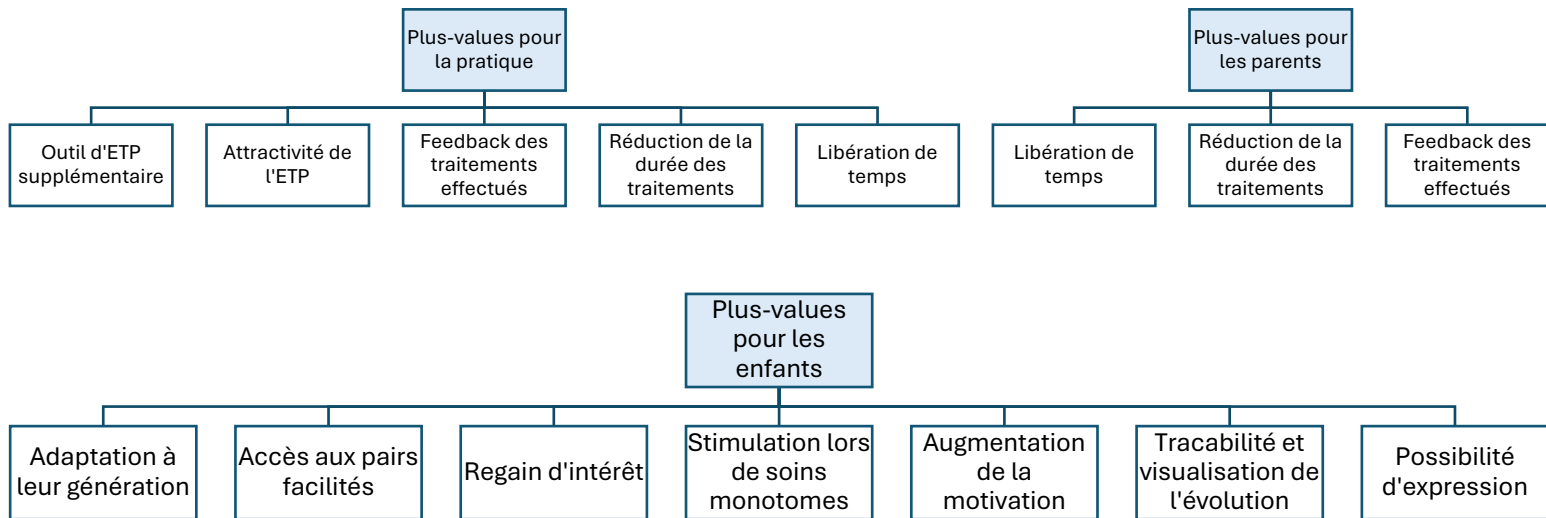 Plus-values pour
la pratique
Plus-values pour
les parents
Outil d'ETP
supplémentaire
Attractivité de
l'ETP
Feedback des
traitements
effectués
Réduction de la
durée des
traitements
Libération de
temps
Libération de
temps
Réduction de la
durée des
traitements
Feedback des
traitements
effectués
Plus-values
pour les
enfants
Adaptation à
leur génération
Accès aux pairs
facilités
Regain d'intérêt
Stimulation lors
de soins
monotomes
Augmentation
de la
motivation
Tracabilité et
visualisation de
l'évolution
Possibilité
d'expression